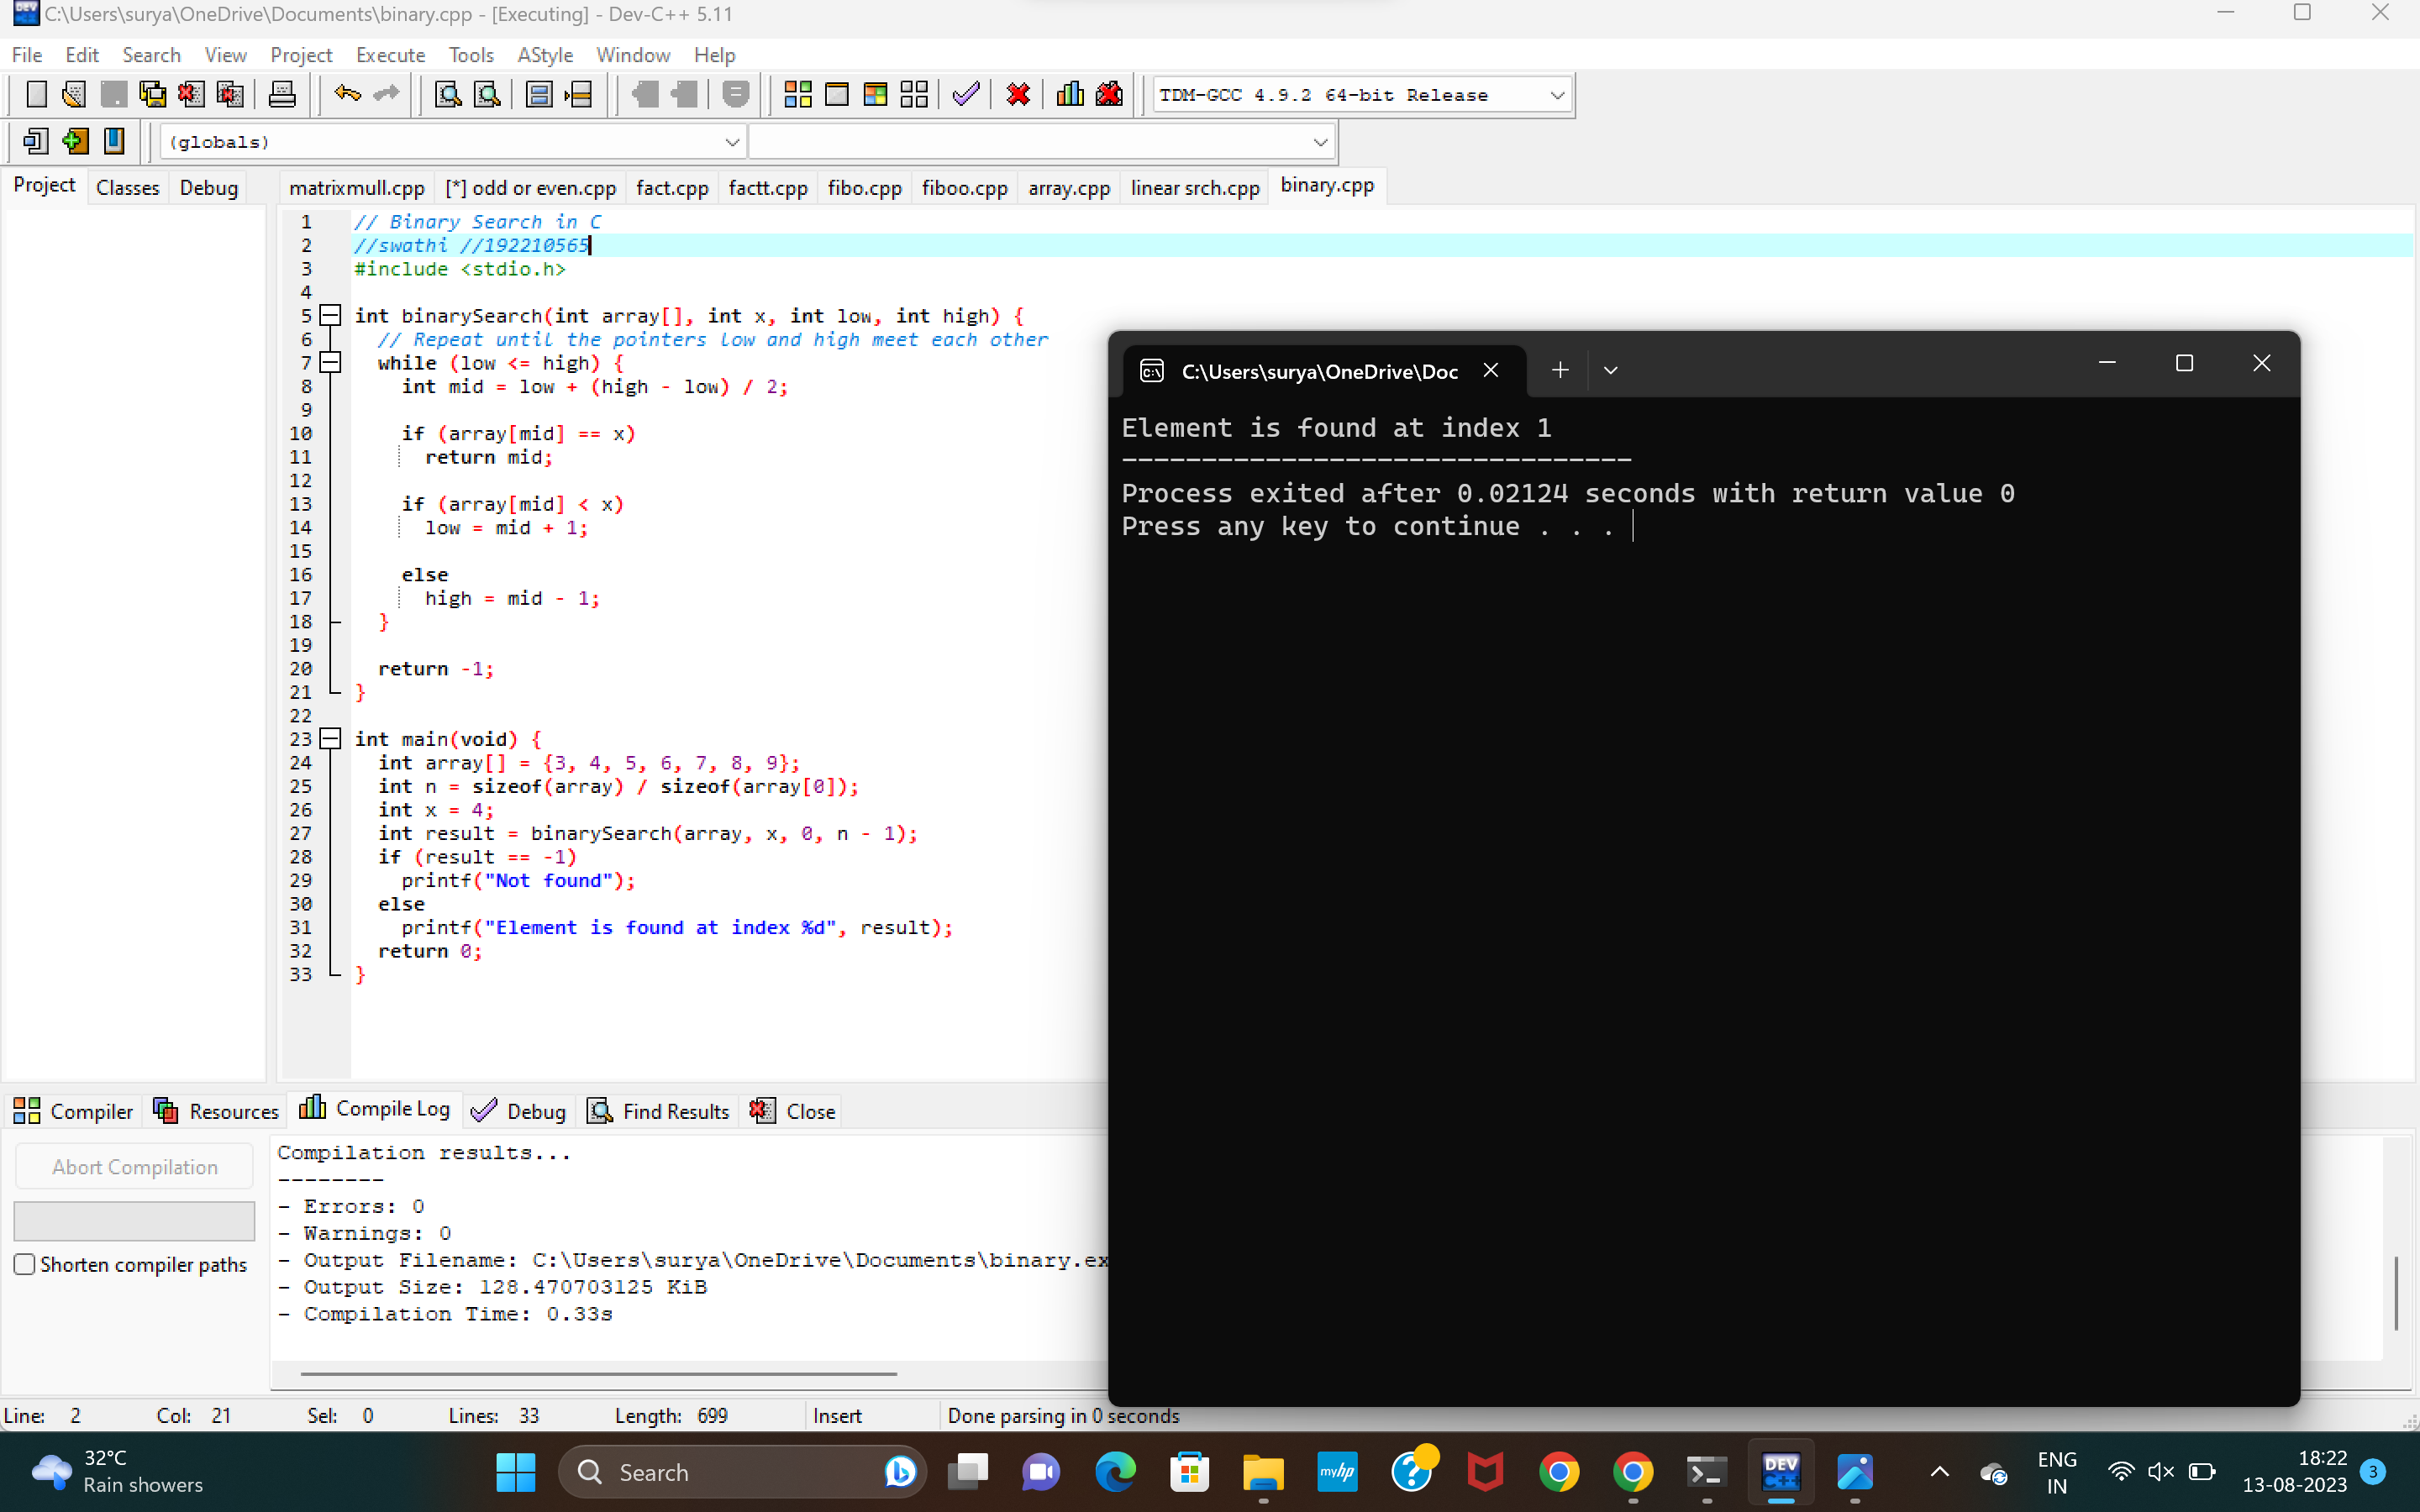 C:\Users\surya\OneDrive\Documents\binary.cpp - [Executing] - Dev-C++ 5.11
File Edit Search View Project Execute Tools AStyle Window Help
TDM-GCC 4.9.2 64-bit Release
(globals)
Project Classes Debug
matrixmull.cpp [*] odd or even.cpp fact.cpp factt.cpp fibo.cpp fiboo.cpp array.cpp linear srch.cpp binary.cpp
1 // Binary Search in C
2 //swathi //192210565
3 #include <stdio.h>
4
5 int binarySearch(int array[], int x, int low, int high) {
6 // Repeat until the pointers low and high meet each other
7 while (low <= high) {
8 int mid = low + (high - low) / 2;
9
10 if (array[mid] == x)
11 return mid;
12
13 if (array[mid] < x)
14 low = mid + 1;
15
16 else
17 high = mid - 1;
18 }
19
20 return -1;
21 }
22
23 int main(void) {
24 int array[] = {3, 4, 5, 6, 7, 8, 9};
25 int n = sizeof(array) / sizeof(array[0]);
26 int x = 4;
27 int result = binarySearch(array, x, 0, n - 1);
28 if (result == -1)
29 printf("Not found");
30 else
31 printf("Element is found at index %d", result);
32 return 0;
33 }
C:\Users\surya\OneDrive\Doc
Element is found at index 1
--------------------------------
Process exited after 0.02124 seconds with return value 0
Press any key to continue . . .
Compiler Resources Compile Log Debug Find Results Close
Abort Compilation
Shorten compiler paths
Compilation results...
--------
- Errors: 0
- Warnings: 0
- Output Filename: C:\Users\surya\OneDrive\Documents\binary.ex
- Output Size: 128.470703125 KiB
- Compilation Time: 0.33s
Line: 2 Col: 21 Sel: 0 Lines: 33 Length: 699 Insert Done parsing in 0 seconds
32°C
Rain showers
Search
myhp
DEV
C++
ENG
IN
18:22
13-08-2023
3